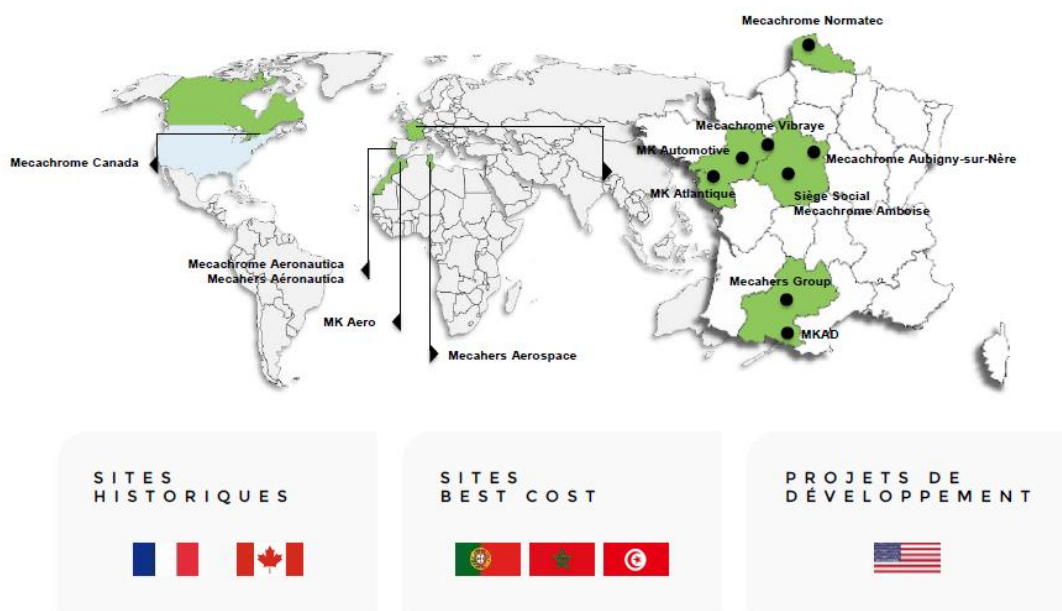 Mecachrome Normatec
Mecachrome Vibraye
MK Automotive
Mecachrome Aubigny-sur-Nère
Mecachrome Canada
MK Atlantique
Siège Social
Mecachrome Amboise
Mecachrome Aeronautica
Mecahers Aéronautica
Mecahers Group
MK Aero
MKAD
Mecahers Aerospace
SITES
HISTORIQUES
SITES
BEST COST
PROJETS DE
DÉVELOPPEMENT